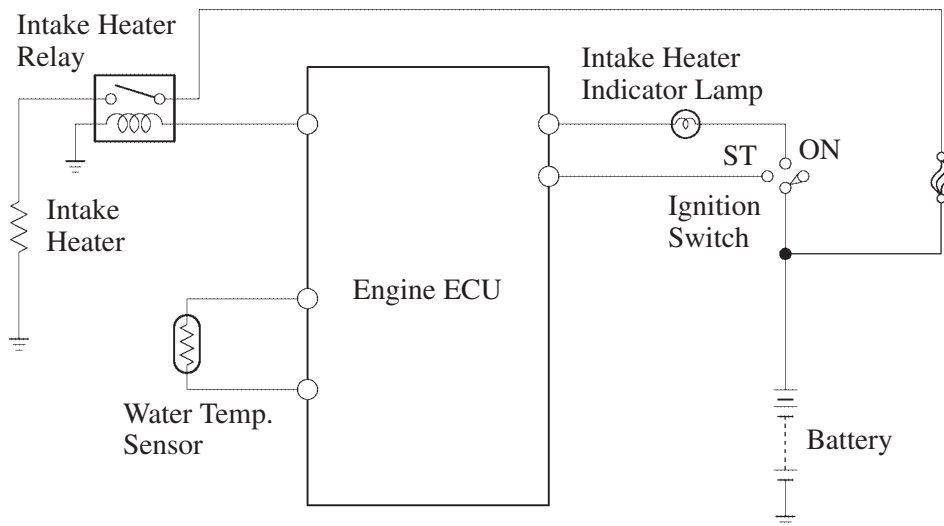 Intake Heater
Relay
Intake Heater
Indicator Lamp
ST
ON
Intake
Heater
Ignition
Switch
Engine ECU
Water Temp.
Sensor
Battery